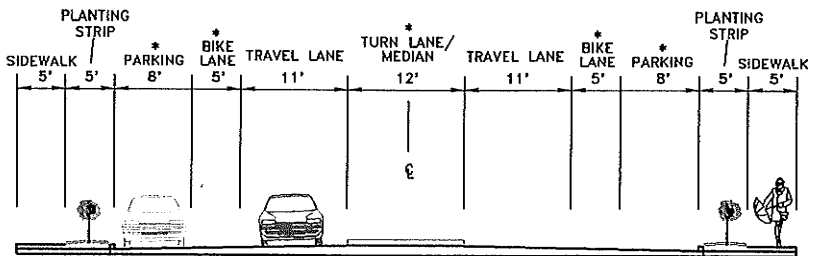 SIDEWALK
5'
PLANTING
STRIP
5'
*
PARKING
8'
*
BIKE
LANE
5'
TRAVEL LANE
11'
*
TURN LANE/
MEDIAN
12'
TRAVEL LANE
11'
*
BIKE
LANE
5'
*
PARKING
8'
PLANTING
STRIP
5'
SIDEWALK
5'
℄